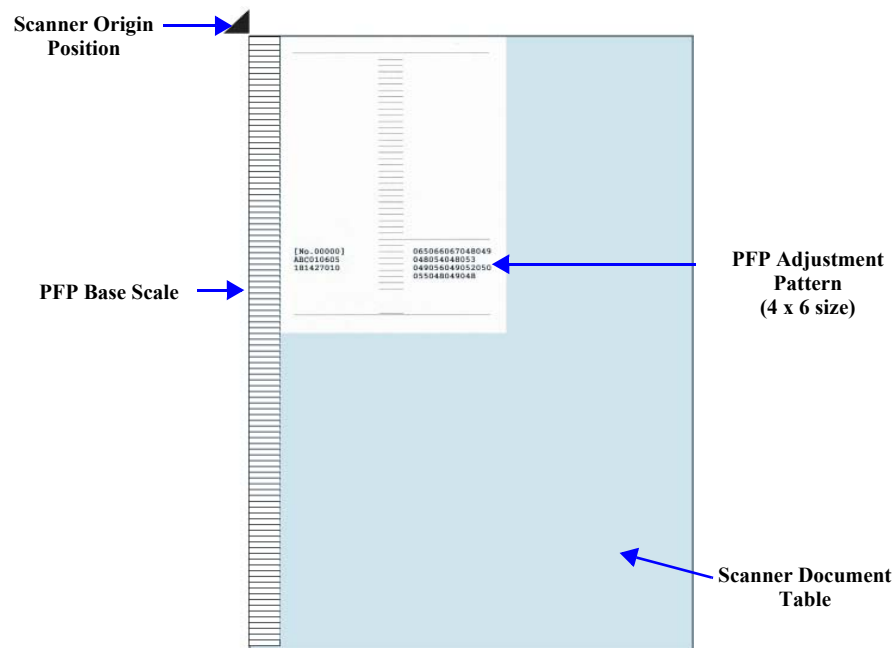 Scanner Origin
Position
[No.00000]
ABC010605
181427010
065066067048049
048054048053
049056049052050
055048049048
PFP Base Scale
PFP Adjustment
Pattern
(4 x 6 size)
Scanner Document
Table